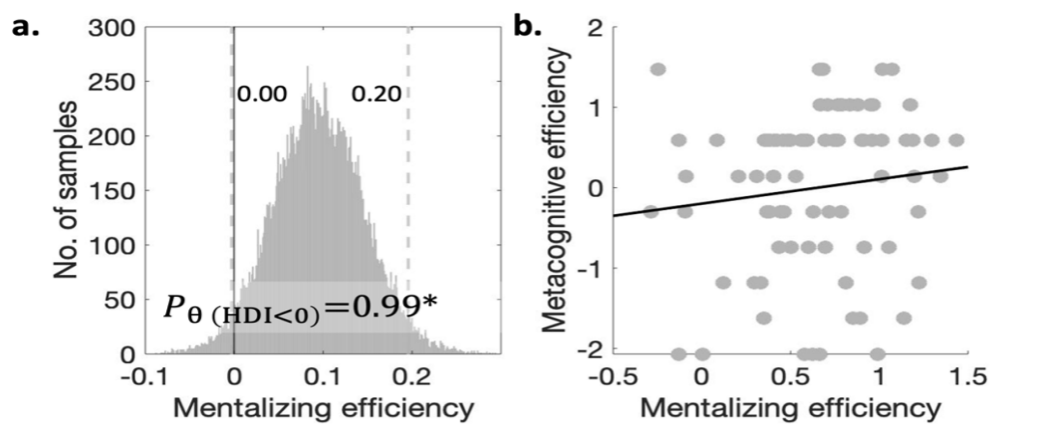 a.
300
250
200
150
100
50
0
No. of samples
0.00 0.20
Pθ (HDI<0)=0.99*
-0.1 0 0.1 0.2
Mentalizing efficiency
b.
2
1
0
-1
-2
Metacognitive efficiency
-0.5 0 0.5 1 1.5
Mentalizing efficiency